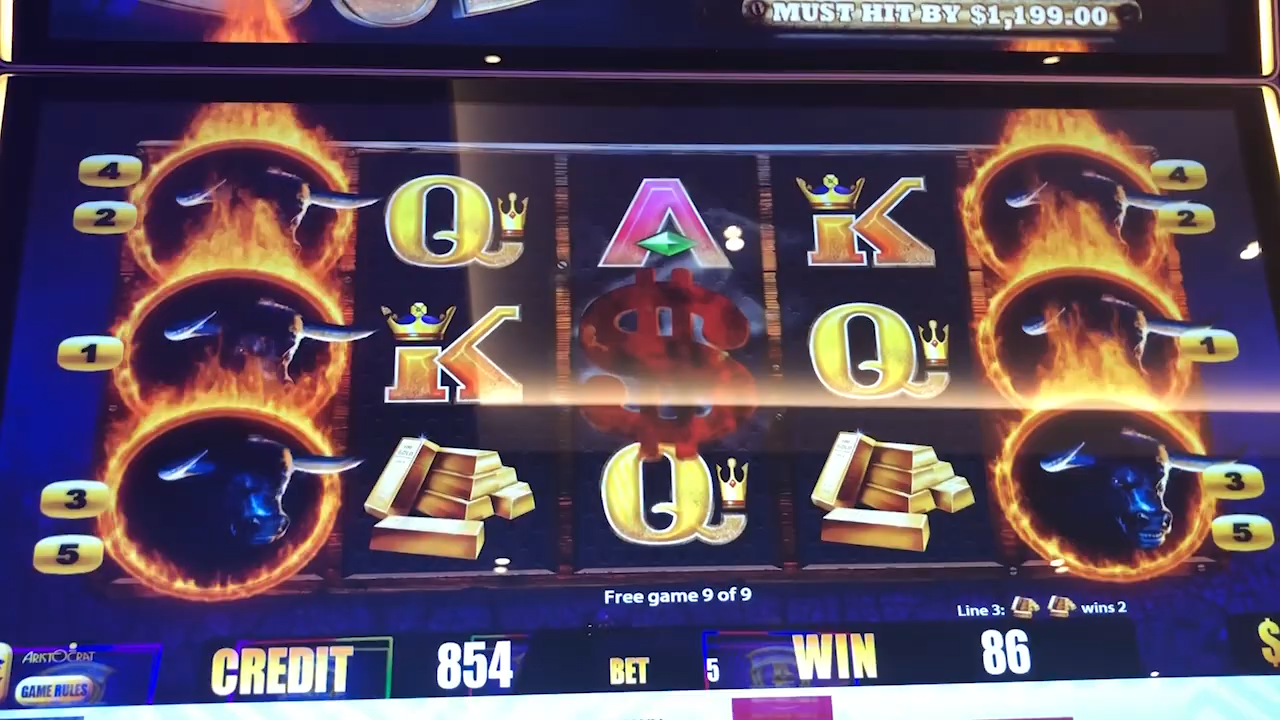 MUST HIT BY $1,199.00
4 4
2 Q A K 2
1 K $ Q 1
3 Q 3
5 5
Free game 9 of 9
Line 3: wins 2
ARISTOCRAT
GAME RULES
CREDIT 854 BET 5 WIN 86 $